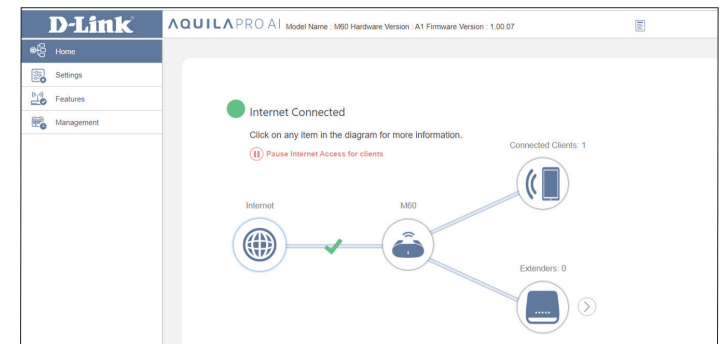 D-Link
AQUILA PRO AI Model Name : M60 Hardware Version : A1 Firmware Version : 1.00.07
Home
Settings
Features
Management
Internet Connected
Click on any item in the diagram for more information.
Pause Internet Access for clients
Connected Clients: 1
Internet
M60
Extenders: 0